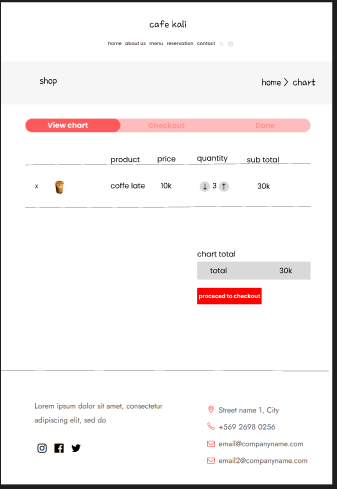 cafe kali
home about us menu reservation contact
shop
home > chart
View chart Checkout Done
product price quantity sub total
x coffe late 10k 3 30k
chart total
total 30k
proceced to checkout
Lorem ipsum dolor sit amet, consectetur
adipiscing elit, sed do
Street name 1, City
+569 2698 0256
email@companyname.com
email2@companyname.com